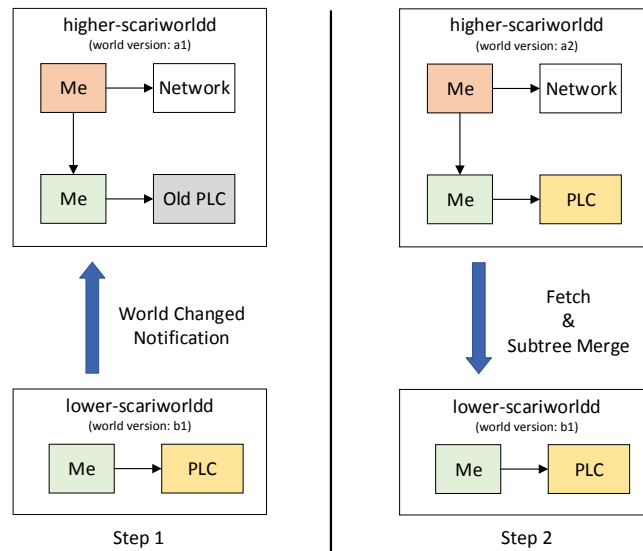 higher-scariworldd
(world version: a1)
Me
Network
Me
Old PLC
World Changed
Notification
lower-scariworldd
(world version: b1)
Me
PLC
Step 1
higher-scariworldd
(world version: a2)
Me
Network
Me
PLC
Fetch
&
Subtree Merge
lower-scariworldd
(world version: b1)
Me
PLC
Step 2